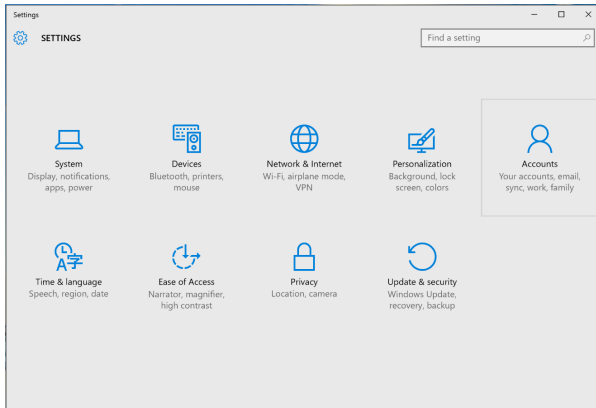 Settings
SETTINGS
Find a setting
System
Display, notifications,
apps, power
Devices
Bluetooth, printers,
mouse
Network & Internet
Wi-Fi, airplane mode,
VPN
Personalization
Background, lock
screen, colors
Accounts
Your accounts, email,
sync, work, family
A字
Time & language
Speech, region, date
Ease of Access
Narrator, magnifier,
high contrast
Privacy
Location, camera
Update & security
Windows Update,
recovery, backup